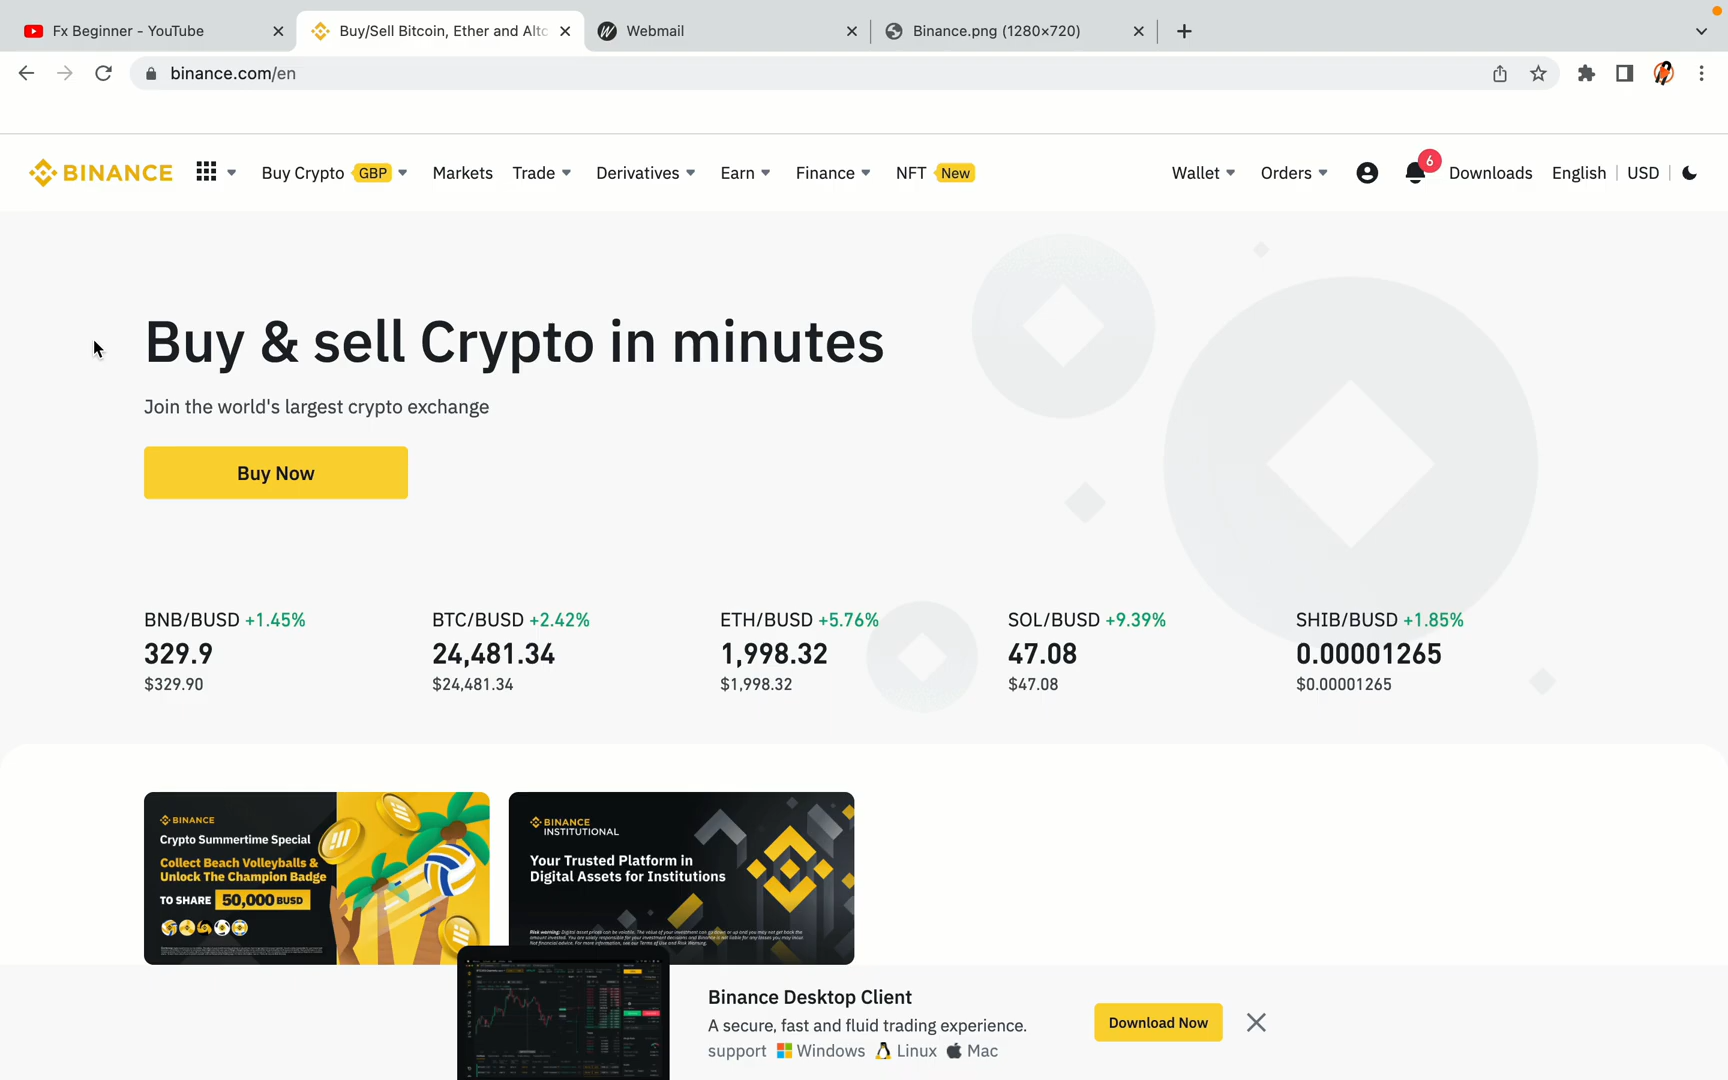 Fx Beginner - YouTube
Buy/Sell Bitcoin, Ether and Altc
Webmail
Binance.png (1280×720)
binance.com/en
BINANCE
Buy Crypto GBP
Markets
Trade
Derivatives
Earn
Finance
NFT New
Wallet
Orders
6
Downloads
English
USD
Buy & sell Crypto in minutes
Join the world's largest crypto exchange
Buy Now
BNB/BUSD +1.45%
329.9
$329.90
BTC/BUSD +2.42%
24,481.34
$24,481.34
ETH/BUSD +5.76%
1,998.32
$1,998.32
SOL/BUSD +9.39%
47.08
$47.08
SHIB/BUSD +1.85%
0.00001265
$0.00001265
BINANCE
Crypto Summertime Special
Collect Beach Volleyballs &
Unlock The Champion Badge
TO SHARE 50,000 BUSD
BINANCE
INSTITUTIONAL
Your Trusted Platform in
Digital Assets for Institutions
Binance Desktop Client
A secure, fast and fluid trading experience.
support Windows Linux Mac
Download Now